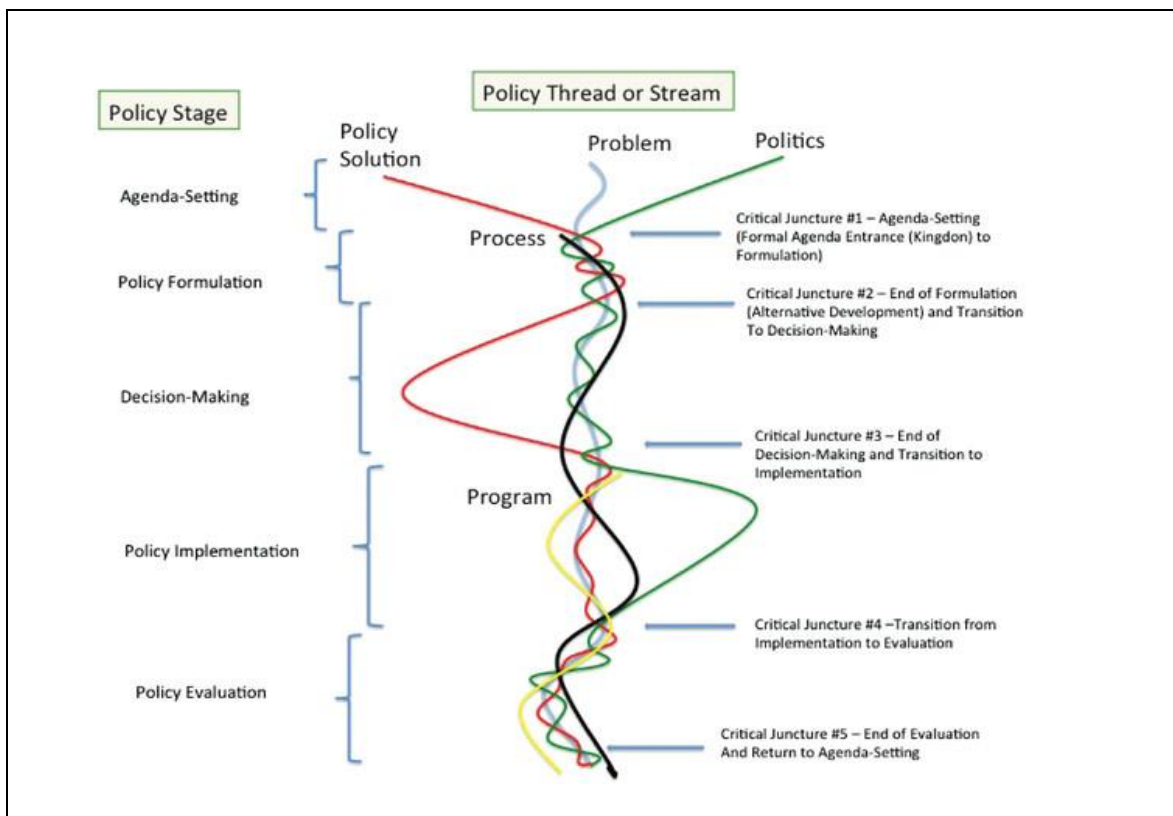 Policy Thread or Stream
Policy Stage
Policy
Solution
Problem
Politics
Agenda-Setting
Process
Critical Juncture #1 – Agenda-Setting
(Formal Agenda Entrance (Kingdon) to
Formulation)
Policy Formulation
Critical Juncture #2 – End of Formulation
(Alternative Development) and Transition
To Decision-Making
Decision-Making
Critical Juncture #3 – End of
Decision-Making and Transition to
Implementation
Program
Policy Implementation
Critical Juncture #4 –Transition from
Implementation to Evaluation
Policy Evaluation
Critical Juncture #5 – End of Evaluation
And Return to Agenda-Setting